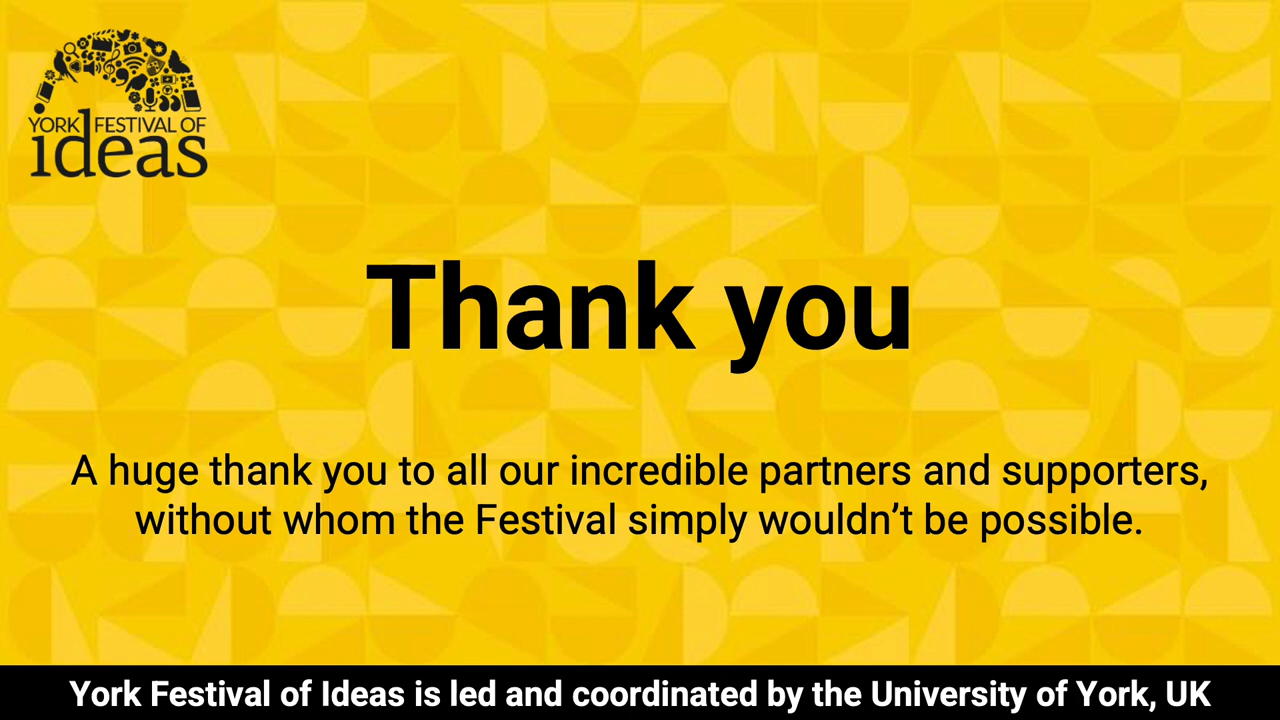 YORK FESTIVAL OF
ideas
Thank you
A huge thank you to all our incredible partners and supporters,
without whom the Festival simply wouldn’t be possible.
York Festival of Ideas is led and coordinated by the University of York, UK